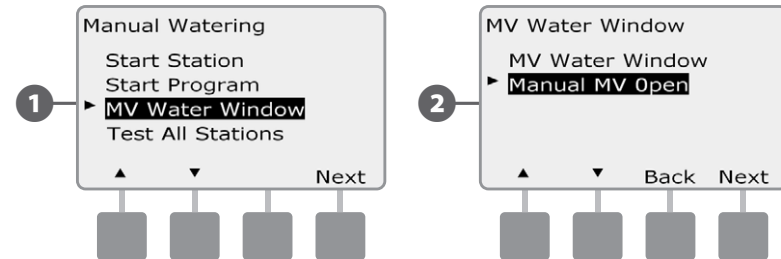 Manual Watering
Start Station
Start Program
1
► MV Water Window
Test All Stations
▲ ▼ Next
MV Water Window
MV Water Window
2
► Manual MV 0pen
▲ ▼ Back Next